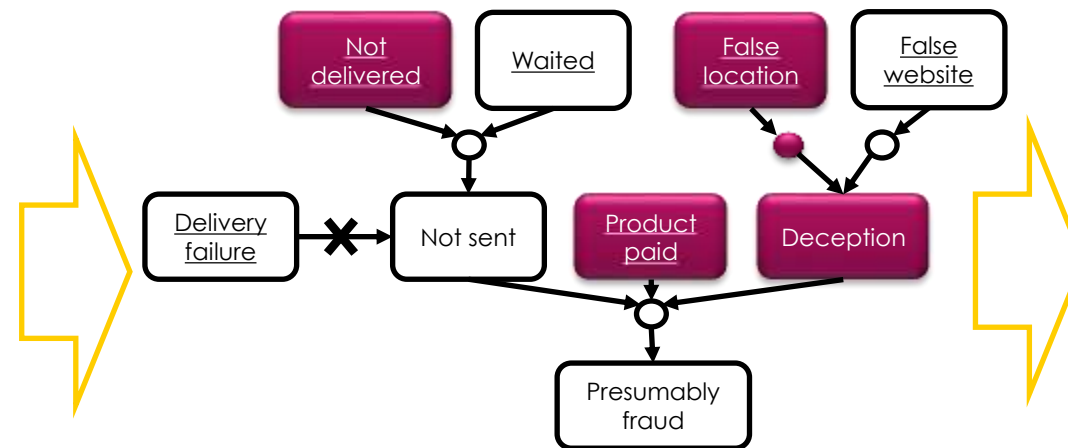 Not
delivered
Waited
False
location
False
website
Delivery
failure
Not sent
Product
paid
Deception
Presumably
fraud